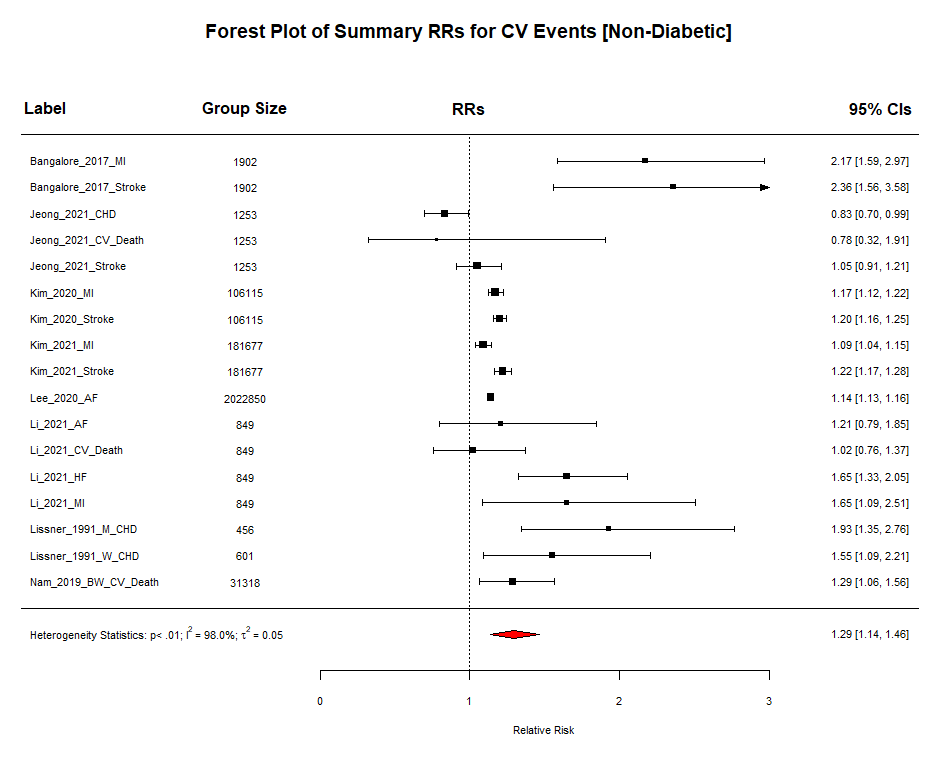 Forest Plot of Summary RRs for CV Events [Non-Diabetic]
Label Group Size RRs 95% CIs
Bangalore_2017_MI 1902 2.17 [1.59, 2.97]
Bangalore_2017_Stroke 1902 2.36 [1.56, 3.58]
Jeong_2021_CHD 1253 0.83 [0.70, 0.99]
Jeong_2021_CV_Death 1253 0.78 [0.32, 1.91]
Jeong_2021_Stroke 1253 1.05 [0.91, 1.21]
Kim_2020_MI 106115 1.17 [1.12, 1.22]
Kim_2020_Stroke 106115 1.20 [1.16, 1.25]
Kim_2021_MI 181677 1.09 [1.04, 1.15]
Kim_2021_Stroke 181677 1.22 [1.17, 1.28]
Lee_2020_AF 2022850 1.14 [1.13, 1.16]
Li_2021_AF 849 1.21 [0.79, 1.85]
Li_2021_CV_Death 849 1.02 [0.76, 1.37]
Li_2021_HF 849 1.65 [1.33, 2.05]
Li_2021_MI 849 1.65 [1.09, 2.51]
Lissner_1991_M_CHD 456 1.93 [1.35, 2.76]
Lissner_1991_W_CHD 601 1.55 [1.09, 2.21]
Nam_2019_BW_CV_Death 31318 1.29 [1.06, 1.56]
Heterogeneity Statistics: p< .01; I² = 98.0%; τ² = 0.05 1.29 [1.14, 1.46]
0 1 2 3
Relative Risk